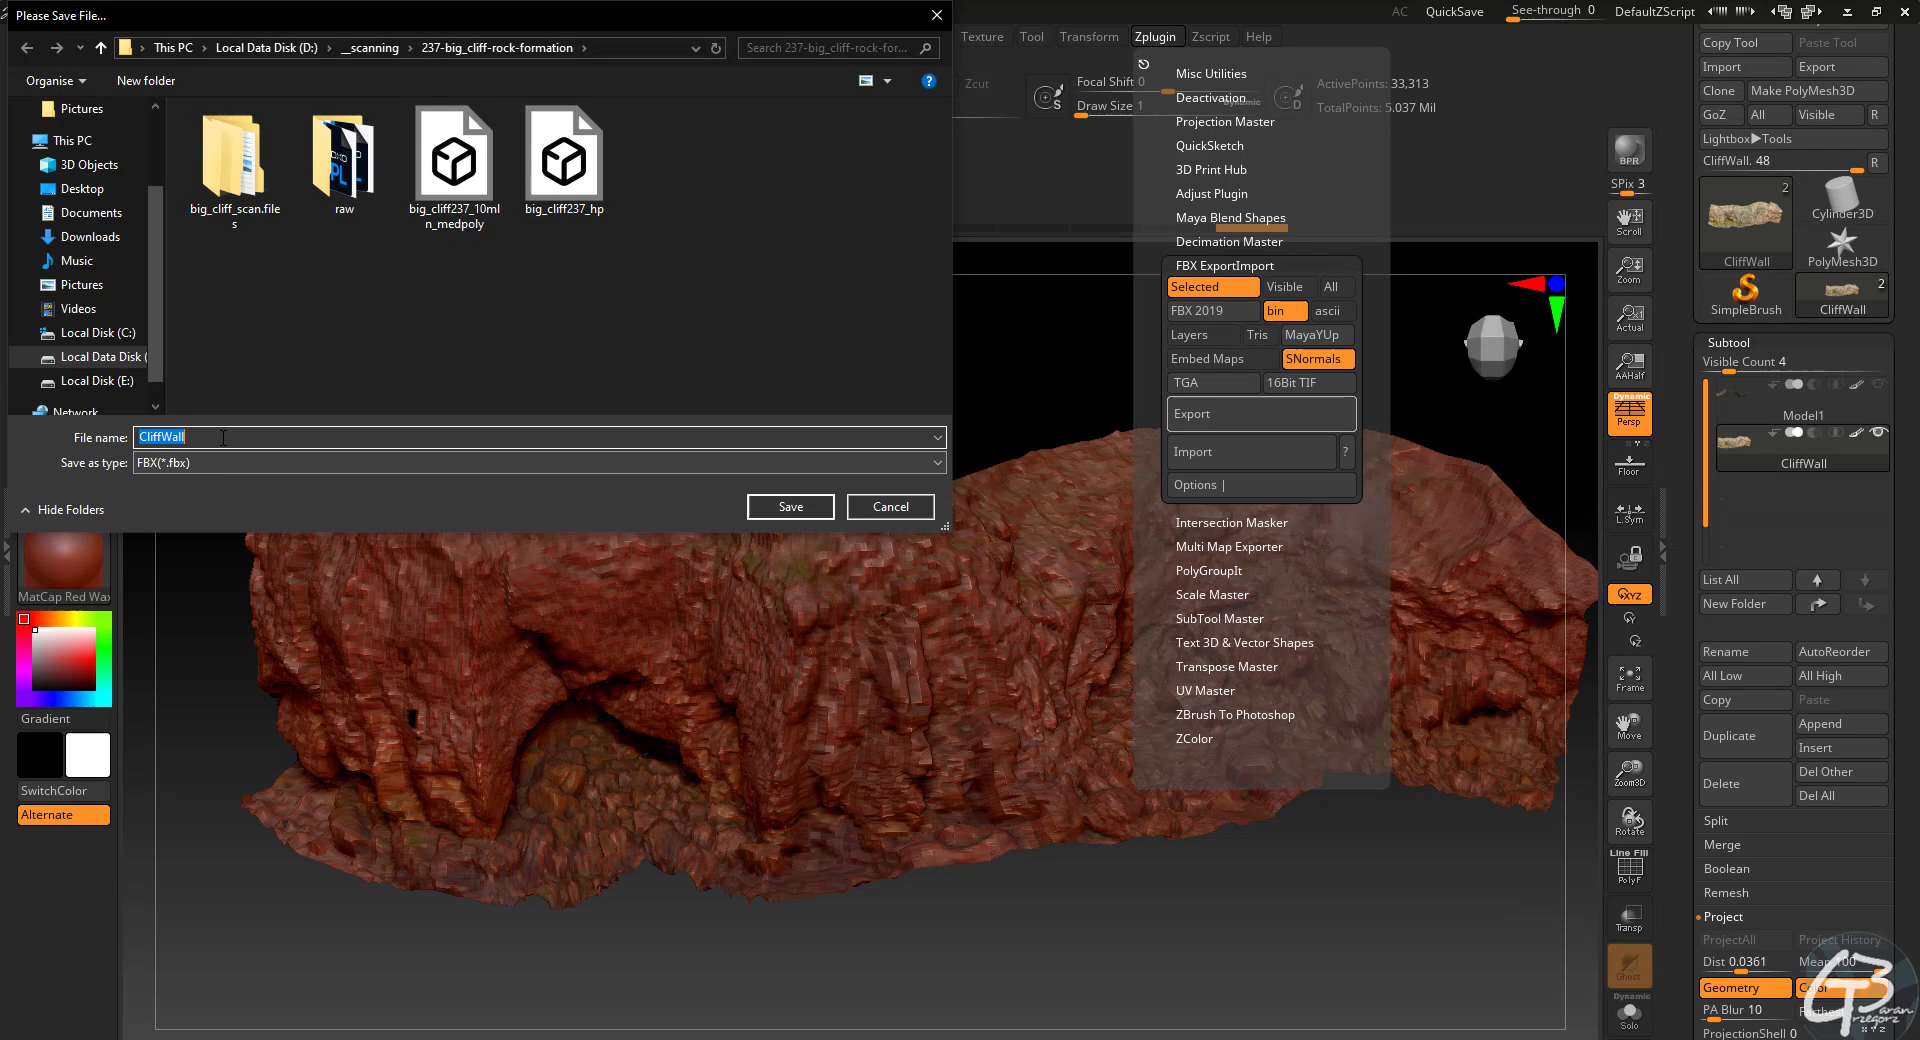 Please Save File...
AC QuickSave See-through 0 DefaultZScript
Texture Tool Transform Zplugin Zscript Help
This PC Local Data Disk (D:) __scanning 237-big_cliff-rock-formation
Search 237-big_cliff-rock-for...
Organise New folder
Pictures
This PC
3D Objects
Desktop
Documents
Downloads
Music
Pictures
Videos
Local Disk (C:)
Local Data Disk (
Local Disk (E:)
Network
big_cliff_scan.file
s
raw
big_cliff237_10ml
n_medpoly
big_cliff237_hp
File name: CliffWall
Save as type: FBX(*.fbx)
Hide Folders
Save Cancel
Zcut
S
Focal Shift 0
Draw Size 1
Dynamic
D
ActivePoints: 33,313
TotalPoints: 5.037 Mil
Misc Utilities
Deactivation
Projection Master
QuickSketch
3D Print Hub
Adjust Plugin
Maya Blend Shapes
Decimation Master
FBX ExportImport
Selected Visible All
FBX 2019 bin ascii
Layers Tris MayaYUp
Embed Maps SNormals
TGA 16Bit TIF
Export
Import ?
Options |
Intersection Masker
Multi Map Exporter
PolyGroupIt
Scale Master
SubTool Master
Text 3D & Vector Shapes
Transpose Master
UV Master
ZBrush To Photoshop
ZColor
MatCap Red Wax
Gradient
SwitchColor
Alternate
BPR
SPix 3
Scroll
Zoom
Actual
AAHalf
Dynamic
Persp
Floor
L.Sym
XYZ
Frame
Move
Zoom3D
Rotate
Line Fill
PolyF
Transp
Ghost
Dynamic
Solo
Copy Tool Paste Tool
Import Export
Clone Make PolyMesh3D
GoZ All Visible R
Lightbox▶Tools
CliffWall. 48 R
2
CliffWall
Cylinder3D
PolyMesh3D
SimpleBrush
2
CliffWall
Subtool
Visible Count 4
Model1
CliffWall
List All
New Folder
Rename AutoReorder
All Low All High
Copy Paste
Duplicate
Append
Insert
Delete
Del Other
Del All
Split
Merge
Boolean
Remesh
Project
ProjectAll Project History
Dist 0.0361 Mean 100
Geometry Color
PA Blur 10 Farthest
ProjectionShell 0